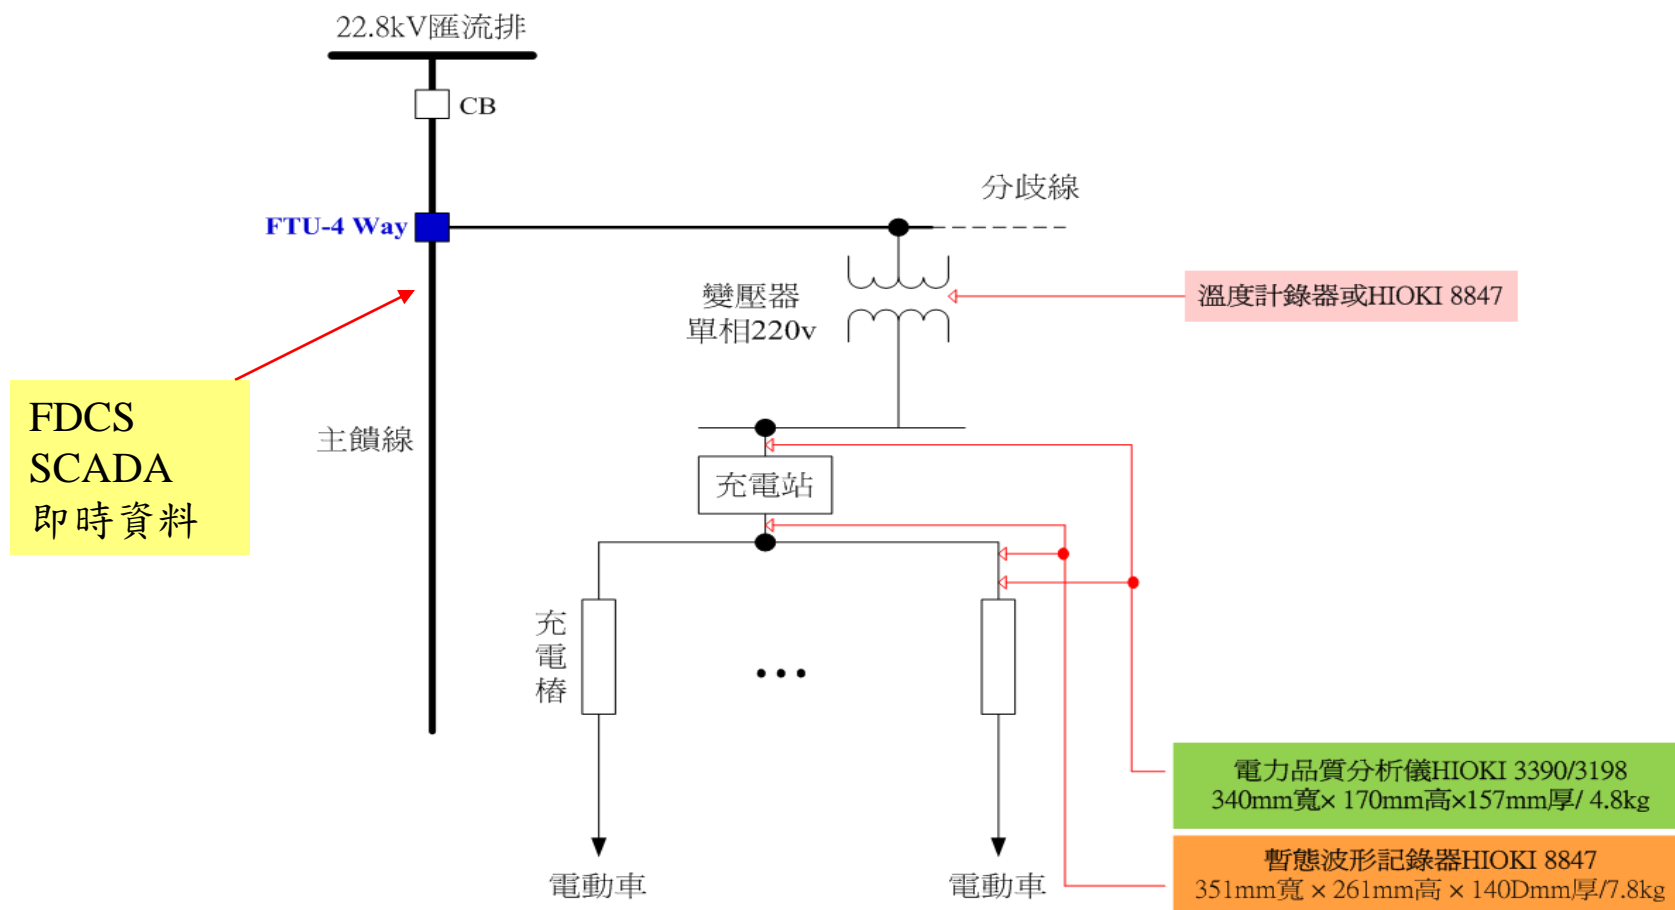 22.8kV匯流排
CB
分歧線
FTU-4 Way
變壓器
單相220v
溫度計錄器或HIOKI 8847
FDCS
SCADA
即時資料
主饋線
充電站
充
電
樁
電力品質分析儀HIOKI 3390/3198
340mm寬× 170mm高×157mm厚/ 4.8kg
暫態波形記錄器HIOKI 8847
351mm寬 × 261mm高 × 140Dmm厚/7.8kg
電動車
電動車